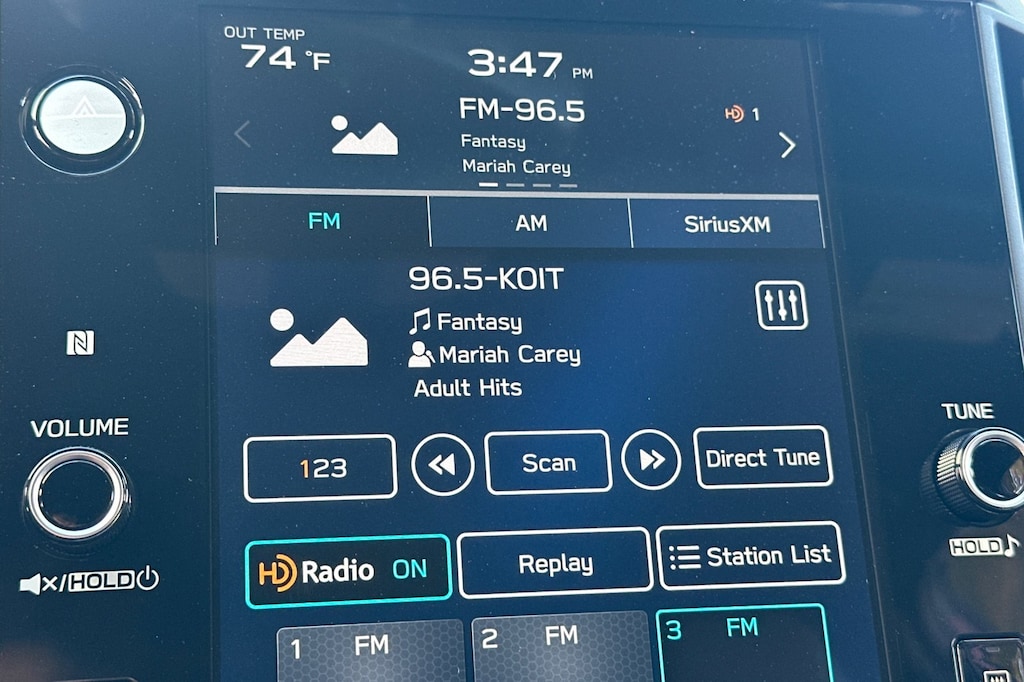 OUT TEMP
74 °F
3:47 PM
FM-96.5
HD 1
Fantasy
Mariah Carey
FM AM SiriusXM
96.5-KOIT
Fantasy
Mariah Carey
Adult Hits
VOLUME
TUNE
123 Scan Direct Tune
HD Radio ON Replay Station List
/HOLD
HOLD
1 FM 2 FM 3 FM